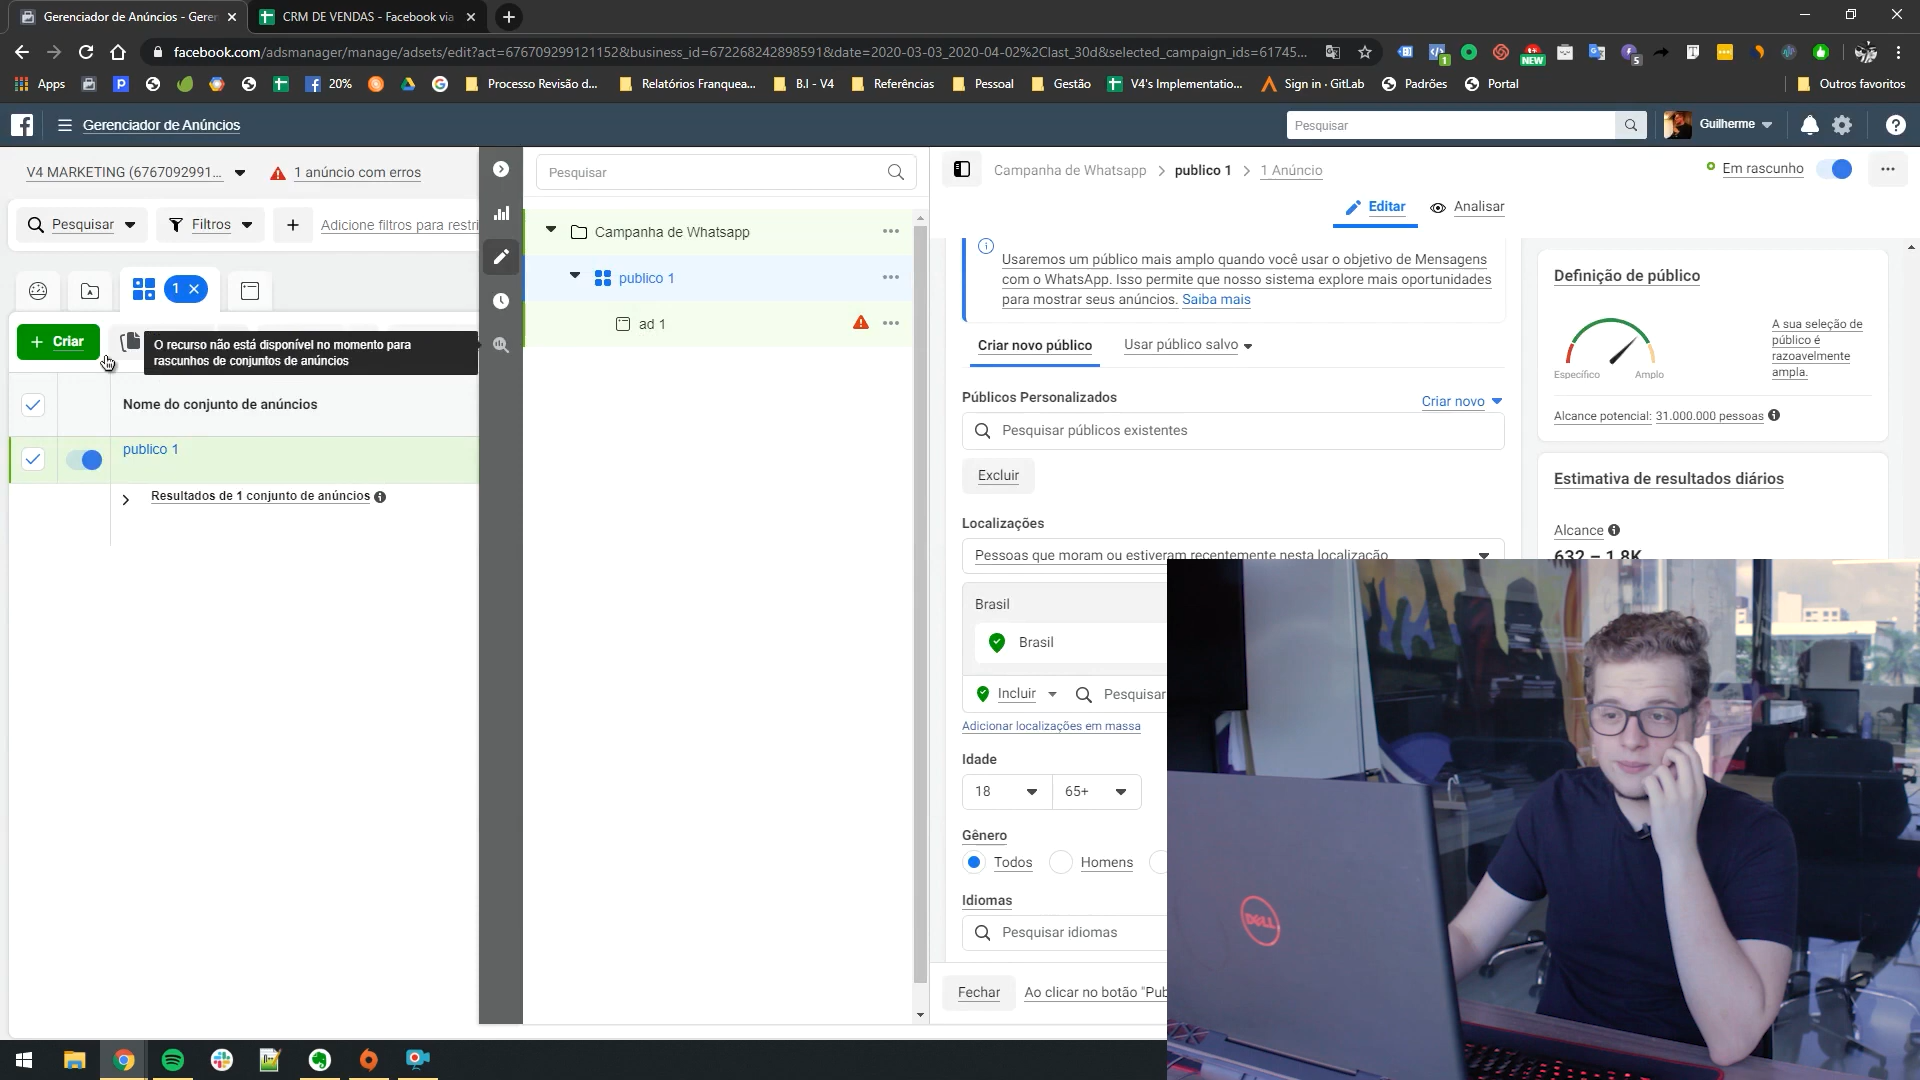 Gerenciador de Anúncios - Geren
CRM DE VENDAS - Facebook via
facebook.com/adsmanager/manage/adsets/edit?act=676709299121152&business_id=672268242898591&date=2020-03-03_2020-04-02%2Clast_30d&selected_campaign_ids=61745...
1
NEW
5
Apps
20%
Processo Revisão d...
Relatórios Franquea...
B.I - V4
Referências
Pessoal
Gestão
V4's Implementatio...
Sign in · GitLab
Padrões
Portal
Outros favoritos
Gerenciador de Anúncios
Pesquisar
Guilherme
V4 MARKETING (6767092991...
1 anúncio com erros
Pesquisar
Filtros
Adicione filtros para restri
1
Criar
O recurso não está disponível no momento para
rascunhos de conjuntos de anúncios
Nome do conjunto de anúncios
publico 1
Resultados de 1 conjunto de anúncios
Pesquisar
Campanha de Whatsapp
publico 1
ad 1
Campanha de Whatsapp
publico 1
1 Anúncio
Em rascunho
Editar
Analisar
Usaremos um público mais amplo quando você usar o objetivo de Mensagens
com o WhatsApp. Isso permite que nosso sistema explore mais oportunidades
para mostrar seus anúncios. Saiba mais
Criar novo público
Usar público salvo
Públicos Personalizados
Criar novo
Pesquisar públicos existentes
Excluir
Localizações
Pessoas que moram ou estiveram recentemente nesta localização
Brasil
Brasil
Incluir
Pesquisar
Adicionar localizações em massa
Idade
18
65+
Gênero
Todos
Homens
Idiomas
Pesquisar idiomas
Fechar
Ao clicar no botão "Pub
Definição de público
Específico
Amplo
A sua seleção de
público é
razoavelmente
ampla.
Alcance potencial: 31.000.000 pessoas
Estimativa de resultados diários
Alcance
632 – 1,8K
DELL